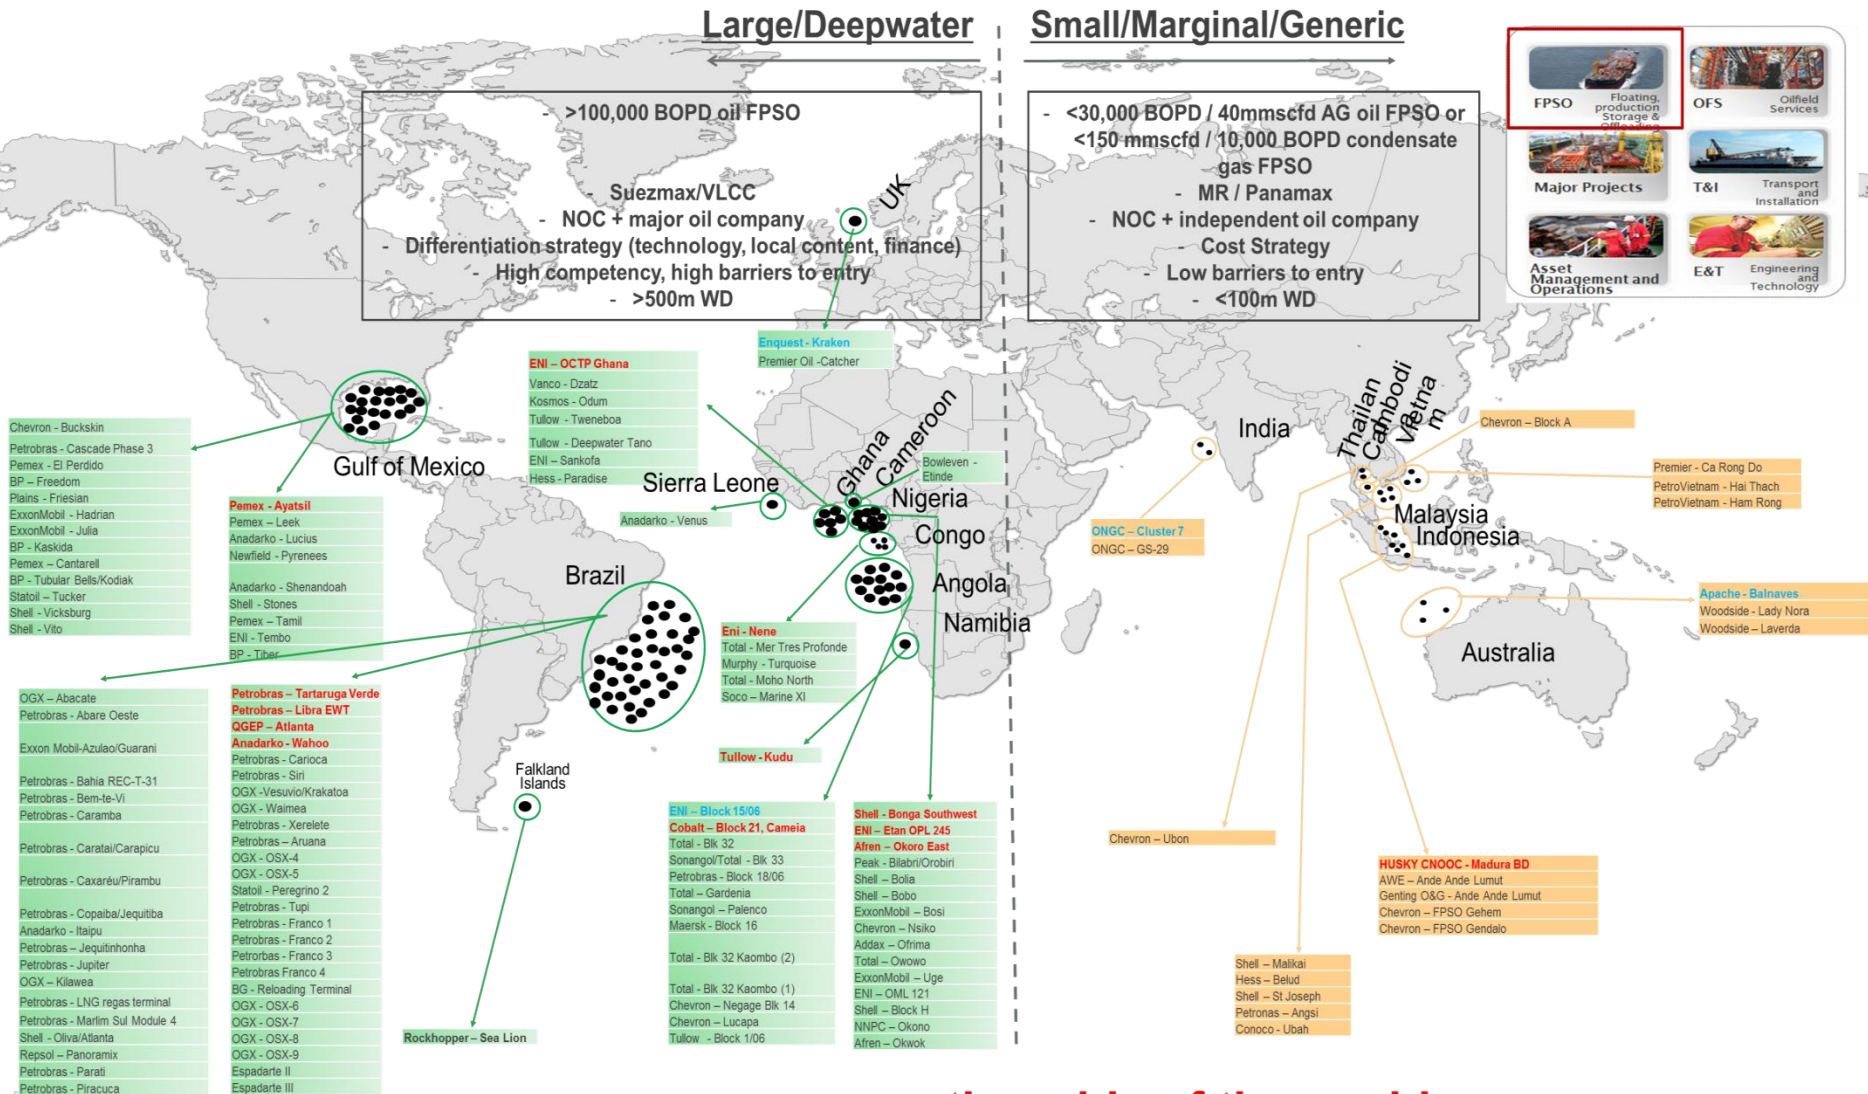 Large/Deepwater
Small/Marginal/Generic
- >100,000 BOPD oil FPSO
- Suezmax/VLCC
- NOC + major oil company
- Differentiation strategy (technology, local content, finance)
- High competency, high barriers to entry
- >500m WD
- <30,000 BOPD / 40mmscfd AG oil FPSO or
<150 mmscfd / 10,000 BOPD condensate
gas FPSO
- MR / Panamax
- NOC + independent oil company
- Cost Strategy
- Low barriers to entry
- <100m WD
FPSO
Floating,
production
Storage &
Offloading
OFS
Oilfield
Services
Major Projects
T&I
Transport
and
Installation
Asset
Management and
Operations
E&T
Engineering
and
Technology
UK
Enquest - Kraken
Premier Oil -Catcher
ENI – OCTP Ghana
Vanco - Dzatz
Kosmos - Odum
Tullow - Tweneboa
Tullow - Deepwater Tano
ENI – Sankofa
Hess - Paradise
Gulf of Mexico
Chevron - Buckskin
Petrobras - Cascade Phase 3
Pemex - El Perdido
BP – Freedom
Plains - Friesian
ExxonMobil - Hadrian
ExxonMobil - Julia
BP - Kaskida
Pemex – Cantarell
BP - Tubular Bells/Kodiak
Statoil – Tucker
Shell - Vicksburg
Shell - Vito
Pemex - Ayatsil
Pemex – Leek
Anadarko - Lucius
Newfield - Pyrenees
Anadarko - Shenandoah
Shell - Stones
Pemex – Tamil
ENI - Tembo
BP - Tiber
Sierra Leone
Anadarko - Venus
Ghana
Cameroon
Bowleven -
Etinde
Nigeria
Congo
Angola
Namibia
Brazil
Eni - Nene
Total - Mer Tres Profonde
Murphy - Turquoise
Total - Moho North
Soco – Marine XI
Tullow - Kudu
India
ONGC – Cluster 7
ONGC – GS-29
Thailan
d
Cambodi
a
Vietna
m
Chevron – Block A
Premier - Ca Rong Do
PetroVietnam - Hai Thach
PetroVietnam - Ham Rong
Malaysia
Indonesia
Apache - Balnaves
Woodside - Lady Nora
Woodside – Laverda
Australia
OGX – Abacate
Petrobras - Abare Oeste
Exxon Mobil-Azulao/Guarani
Petrobras - Bahia REC-T-31
Petrobras - Bem-te-Vi
Petrobras - Caramba
Petrobras - Caratai/Carapicu
Petrobras - Caxaréu/Pirambu
Petrobras - Copaiba/Jequitiba
Anadarko - Itaipu
Petrobras – Jequitinhonha
Petrobras - Jupiter
OGX – Kilawea
Petrobras - LNG regas terminal
Petrobras - Marlim Sul Module 4
Shell - Oliva/Atlanta
Repsol – Panoramix
Petrobras - Parati
Petrobras - Piracuca
Petrobras – Tartaruga Verde
Petrobras – Libra EWT
QGEP – Atlanta
Anadarko - Wahoo
Petrobras - Carioca
Petrobras - Siri
OGX -Vesuvio/Krakatoa
OGX - Waimea
Petrobras - Xerelete
Petrobras – Aruana
OGX - OSX-4
OGX - OSX-5
Statoil - Peregrino 2
Petrobras - Tupi
Petrobras - Franco 1
Petrobras - Franco 2
Petrorbas - Franco 3
Petrobras Franco 4
BG - Reloading Terminal
OGX - OSX-6
OGX - OSX-7
OGX - OSX-8
OGX - OSX-9
Espadarte II
Espadarte III
Falkland
Islands
Rockhopper – Sea Lion
ENI – Block 15/06
Cobalt – Block 21, Cameia
Total - Blk 32
Sonangol/Total - Blk 33
Petrobras - Block 18/06
Total – Gardenia
Sonangol – Palenco
Maersk - Block 16
Total - Blk 32 Kaombo (2)
Total - Blk 32 Kaombo (1)
Chevron – Negage Blk 14
Chevron – Lucapa
Tullow - Block 1/06
Shell - Bonga Southwest
ENI – Etan OPL 245
Afren – Okoro East
Peak - Bilabri/Orobiri
Shell – Bolia
Shell – Bobo
ExxonMobil – Bosi
Chevron – Nsiko
Addax – Ofrima
Total – Owowo
ExxonMobil – Uge
ENI – OML 121
Shell – Block H
NNPC – Okono
Afren – Okwok
Chevron – Ubon
Shell – Malikai
Hess – Belud
Shell – St Joseph
Petronas – Angsi
Conoco - Ubah
HUSKY CNOOC - Madura BD
AWE – Ande Ande Lumut
Genting O&G - Ande Ande Lumut
Chevron – FPSO Gehem
Chevron – FPSO Gendalo